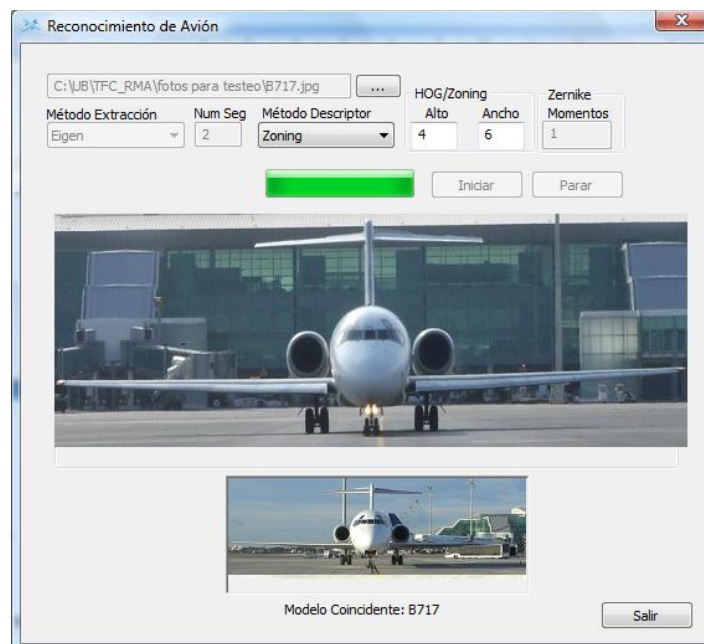 Reconocimiento de Avión
C:\UB\TFC_RMA\fotos para testeo\B717.jpg ...
HOG/Zoning Zernike
Método Extracción Num Seg Método Descriptor Alto Ancho Momentos
Eigen 2 Zoning 4 6 1
Iniciar Parar
Modelo Coincidente: B717
Salir